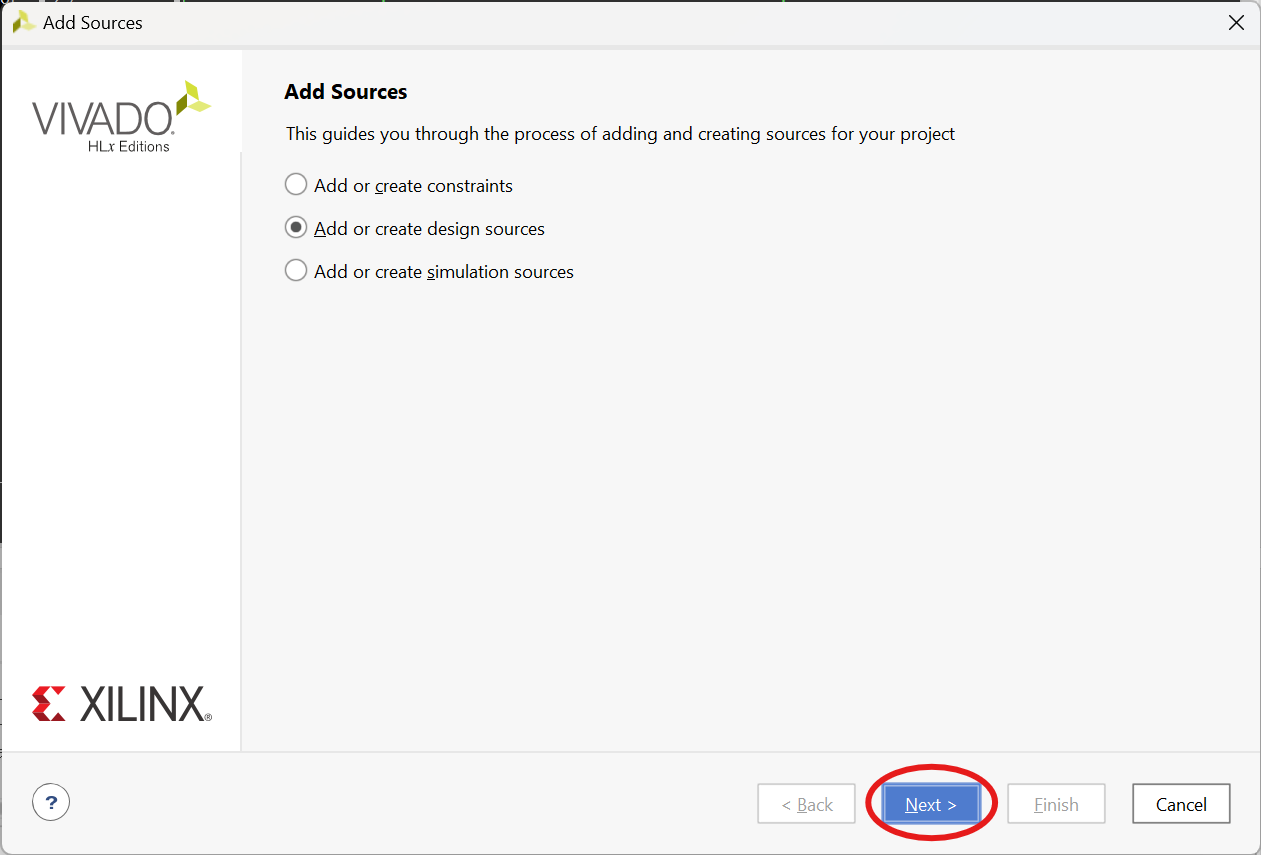 Add Sources
VIVADO.
HLx Editions
Add Sources
This guides you through the process of adding and creating sources for your project
Add or create constraints
Add or create design sources
Add or create simulation sources
XILINX®
?
< Back
Next >
Finish
Cancel